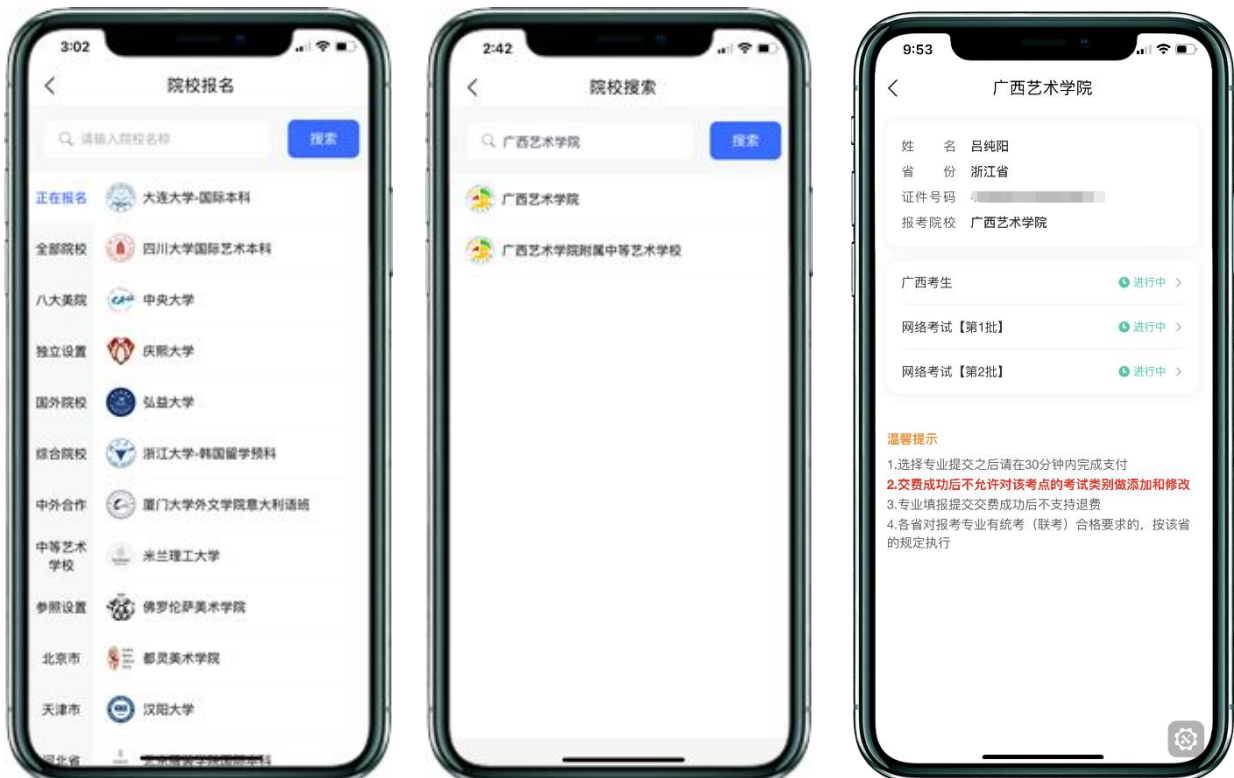 3:02
院校报名
请输入院校名称
搜索
正在报名
大连大学-国际本科
全部院校
四川大学国际艺术本科
八大美院
中央大学
独立设置
庆熙大学
国外院校
弘益大学
综合院校
浙江大学-韩国留学预科
中外合作
厦门大学外文学院意大利语班
中等艺术
学校
米兰理工大学
参照设置
佛罗伦萨美术学院
北京市
都灵美术学院
天津市
汉阳大学
河北省
2:42
院校搜索
广西艺术学院
搜索
广西艺术学院
广西艺术学院附属中等艺术学校
9:53
广西艺术学院
姓 名 吕纯阳
省 份 浙江省
证件号码
报考院校 广西艺术学院
广西考生 进行中
网络考试【第1批】 进行中
网络考试【第2批】 进行中
温馨提示
1.选择专业提交之后请在30分钟内完成支付
2.交费成功后不允许对该考点的考试类别做添加和修改
3.专业填报提交交费成功后不支持退费
4.各省对报考专业有统考（联考）合格要求的，按该省
的规定执行